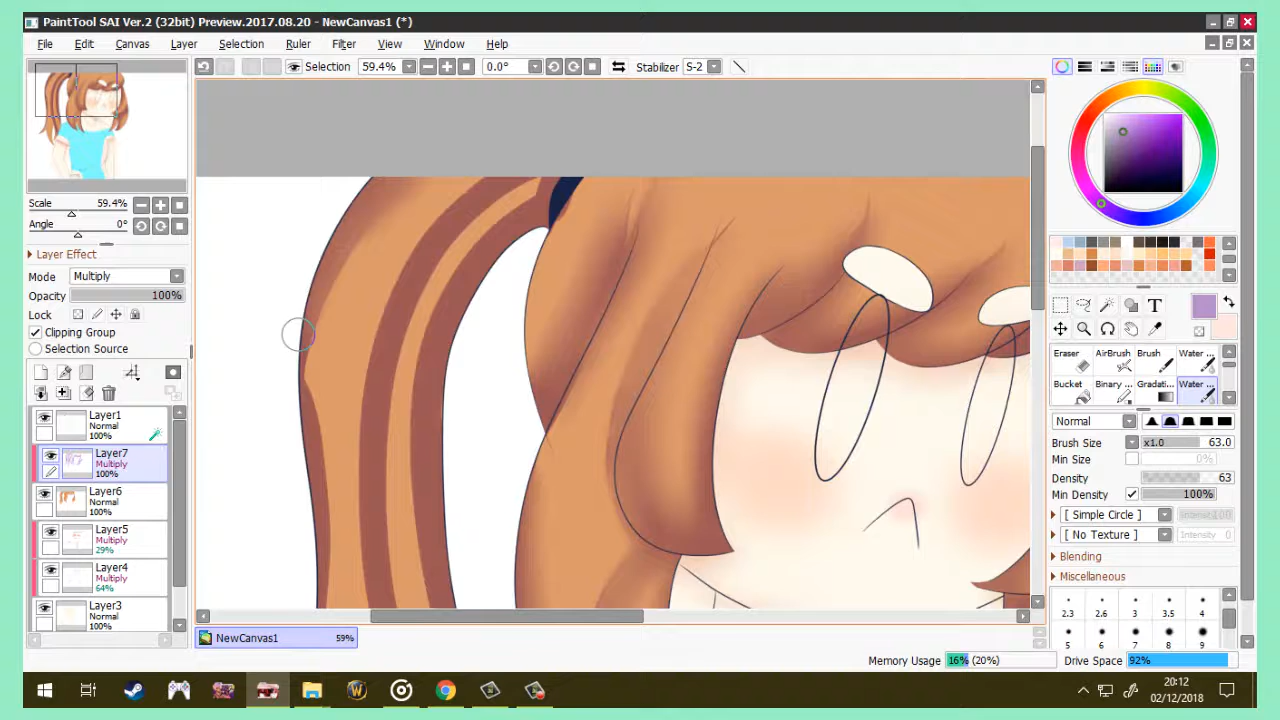 PaintTool SAI Ver.2 (32bit) Preview.2017.08.20 - NewCanvas1 (*)
File Edit Canvas Layer Selection Ruler Filter View Window Help
Selection 59.4% 0.0° Stabilizer S-2
Scale 59.4%
Angle 0°
Layer Effect
Mode Multiply
Opacity 100%
Lock
Clipping Group
Selection Source
Layer1
Normal
100%
Layer7
Multiply
100%
Layer6
Normal
100%
Layer5
Multiply
29%
Layer4
Multiply
64%
Layer3
Normal
100%
T
Eraser AirBrush Brush Water ...
Bucket Binary ... Gradati... Water ...
Normal
Brush Size x1.0 63.0
Min Size 0%
Density 63
Min Density 100%
[ Simple Circle ] Intensity 100
[ No Texture ] Intensity 0
Blending
Miscellaneous
2.3 2.6 3 3.5 4
5 6 7 8 9
NewCanvas1 59%
Memory Usage 16% (20%) Drive Space 92%
20:12
02/12/2018